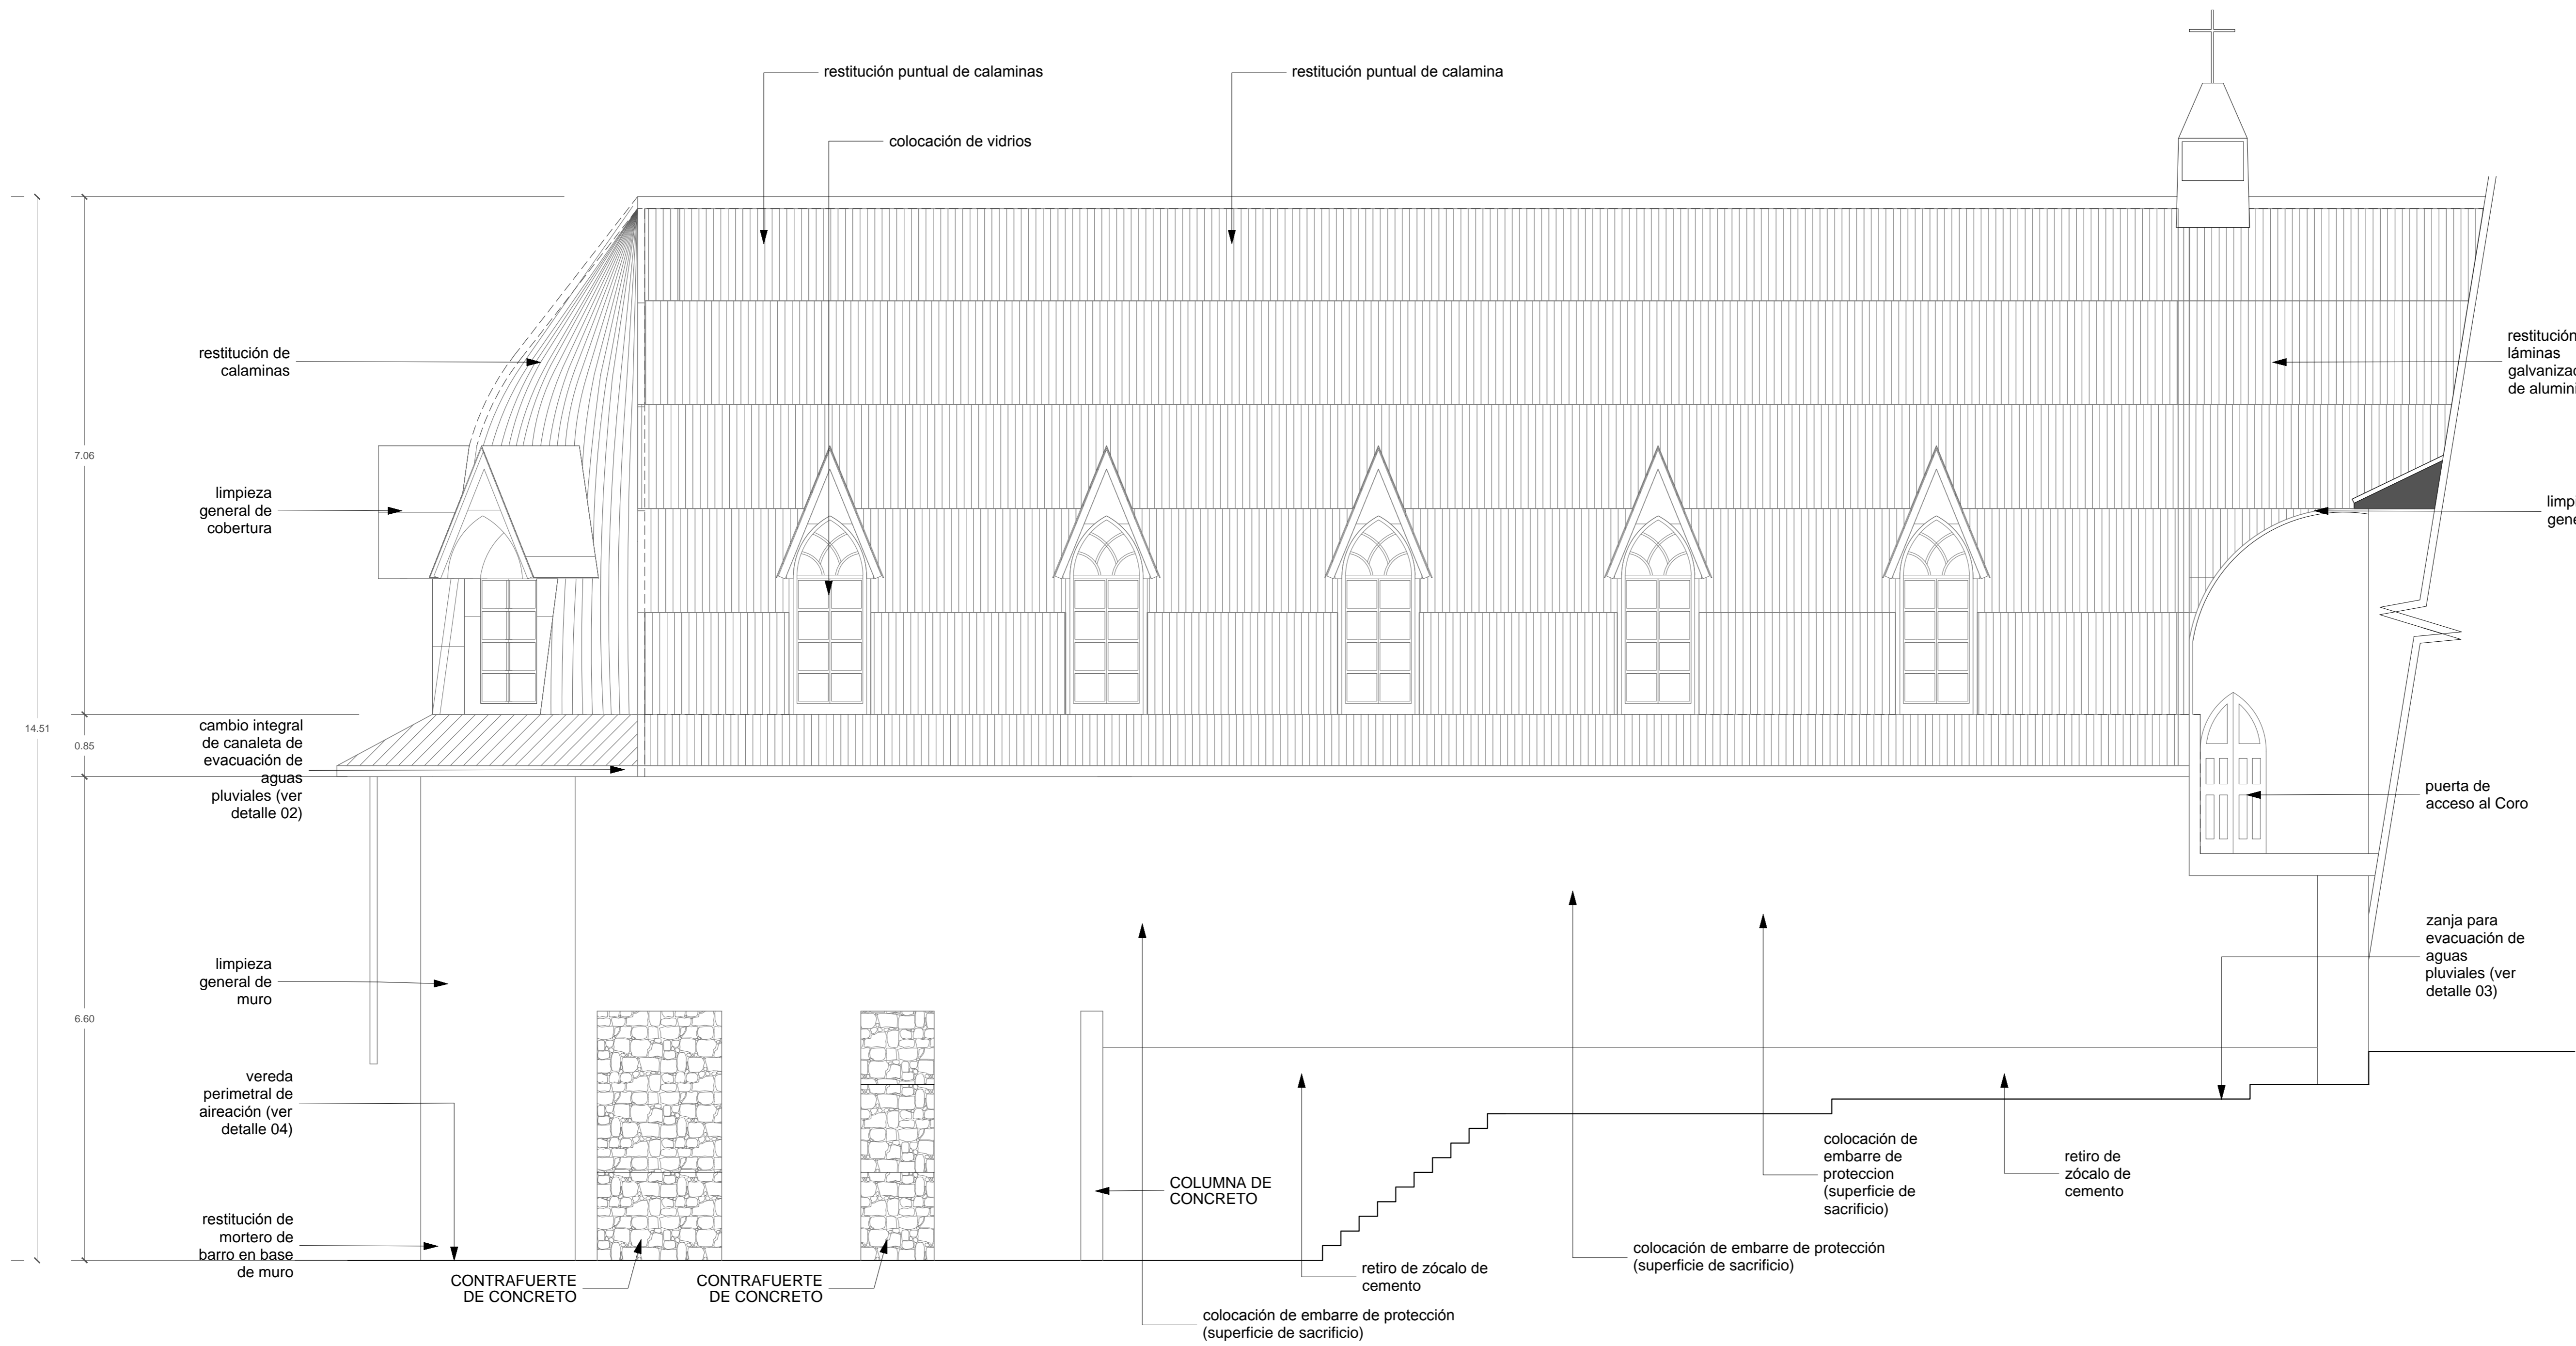 restitución puntual de calaminas
restitución puntual de calamina
colocación de vidrios
restitución de
calaminas
restitución
láminas
7.06
limpieza
general de
cobertura
14.51
cambio integral
de canaleta de
evacuación de
aguas
pluviales (ver
detalle 02)
0.85
puerta de
acceso al Coro
limpieza
general de
muro
zanja para
evacuación de
aguas
pluviales (ver
detalle 03)
6.60
vereda
perimetral de
aireación (ver
detalle 04)
restitución de
mortero de
barro en base
de muro
CONTRAFUERTE
DE CONCRETO
CONTRAFUERTE
DE CONCRETO
COLUMNA DE
CONCRETO
colocación de embarre de protección
(superficie de sacrificio)
retiro de zócalo de
cemento
colocación de embarre de protección
(superficie de sacrificio)
colocación de
embarre de
proteccion
(superficie de
sacrificio)
retiro de
zócalo de
cemento